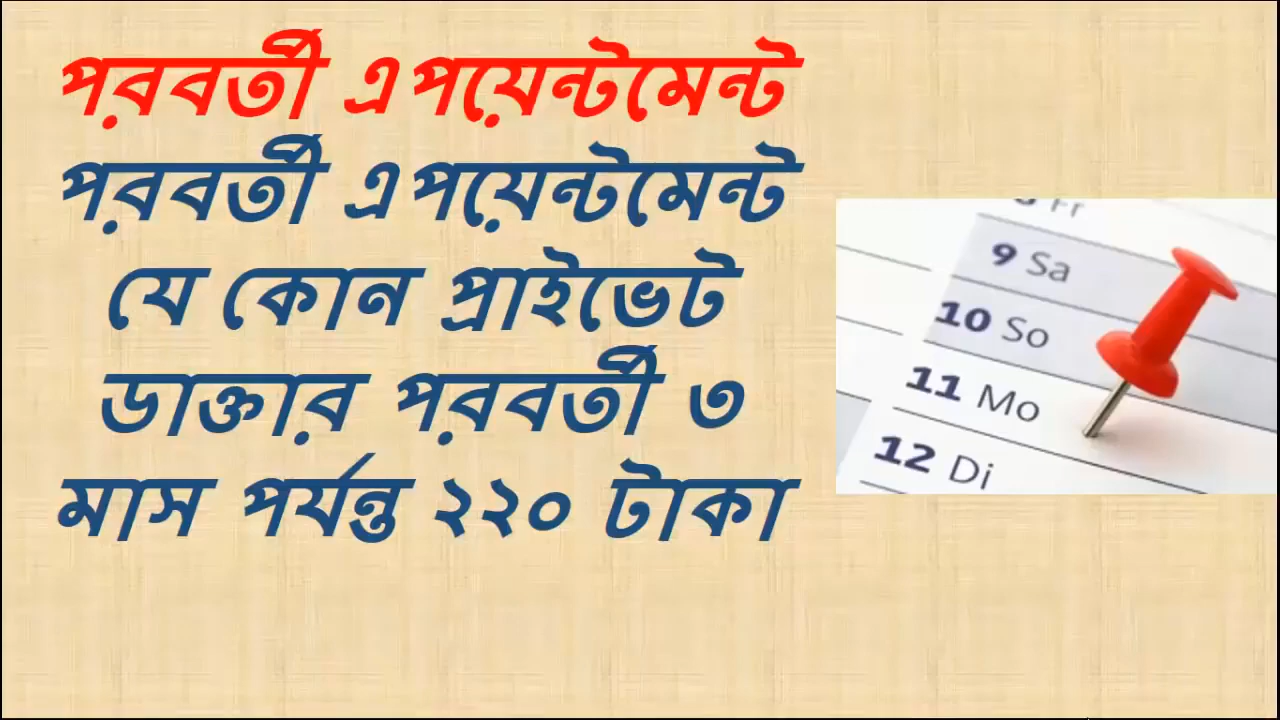 পরবর্তী এপয়েন্টমেন্ট
পরবর্তী এপয়েন্টমেন্ট
যে কোন প্রাইভেট
ডাক্তার পরবর্তী ৩
মাস পর্যন্ত ২২০ টাকা
Fr
9 Sa
10 So
11 Mo
12 Di